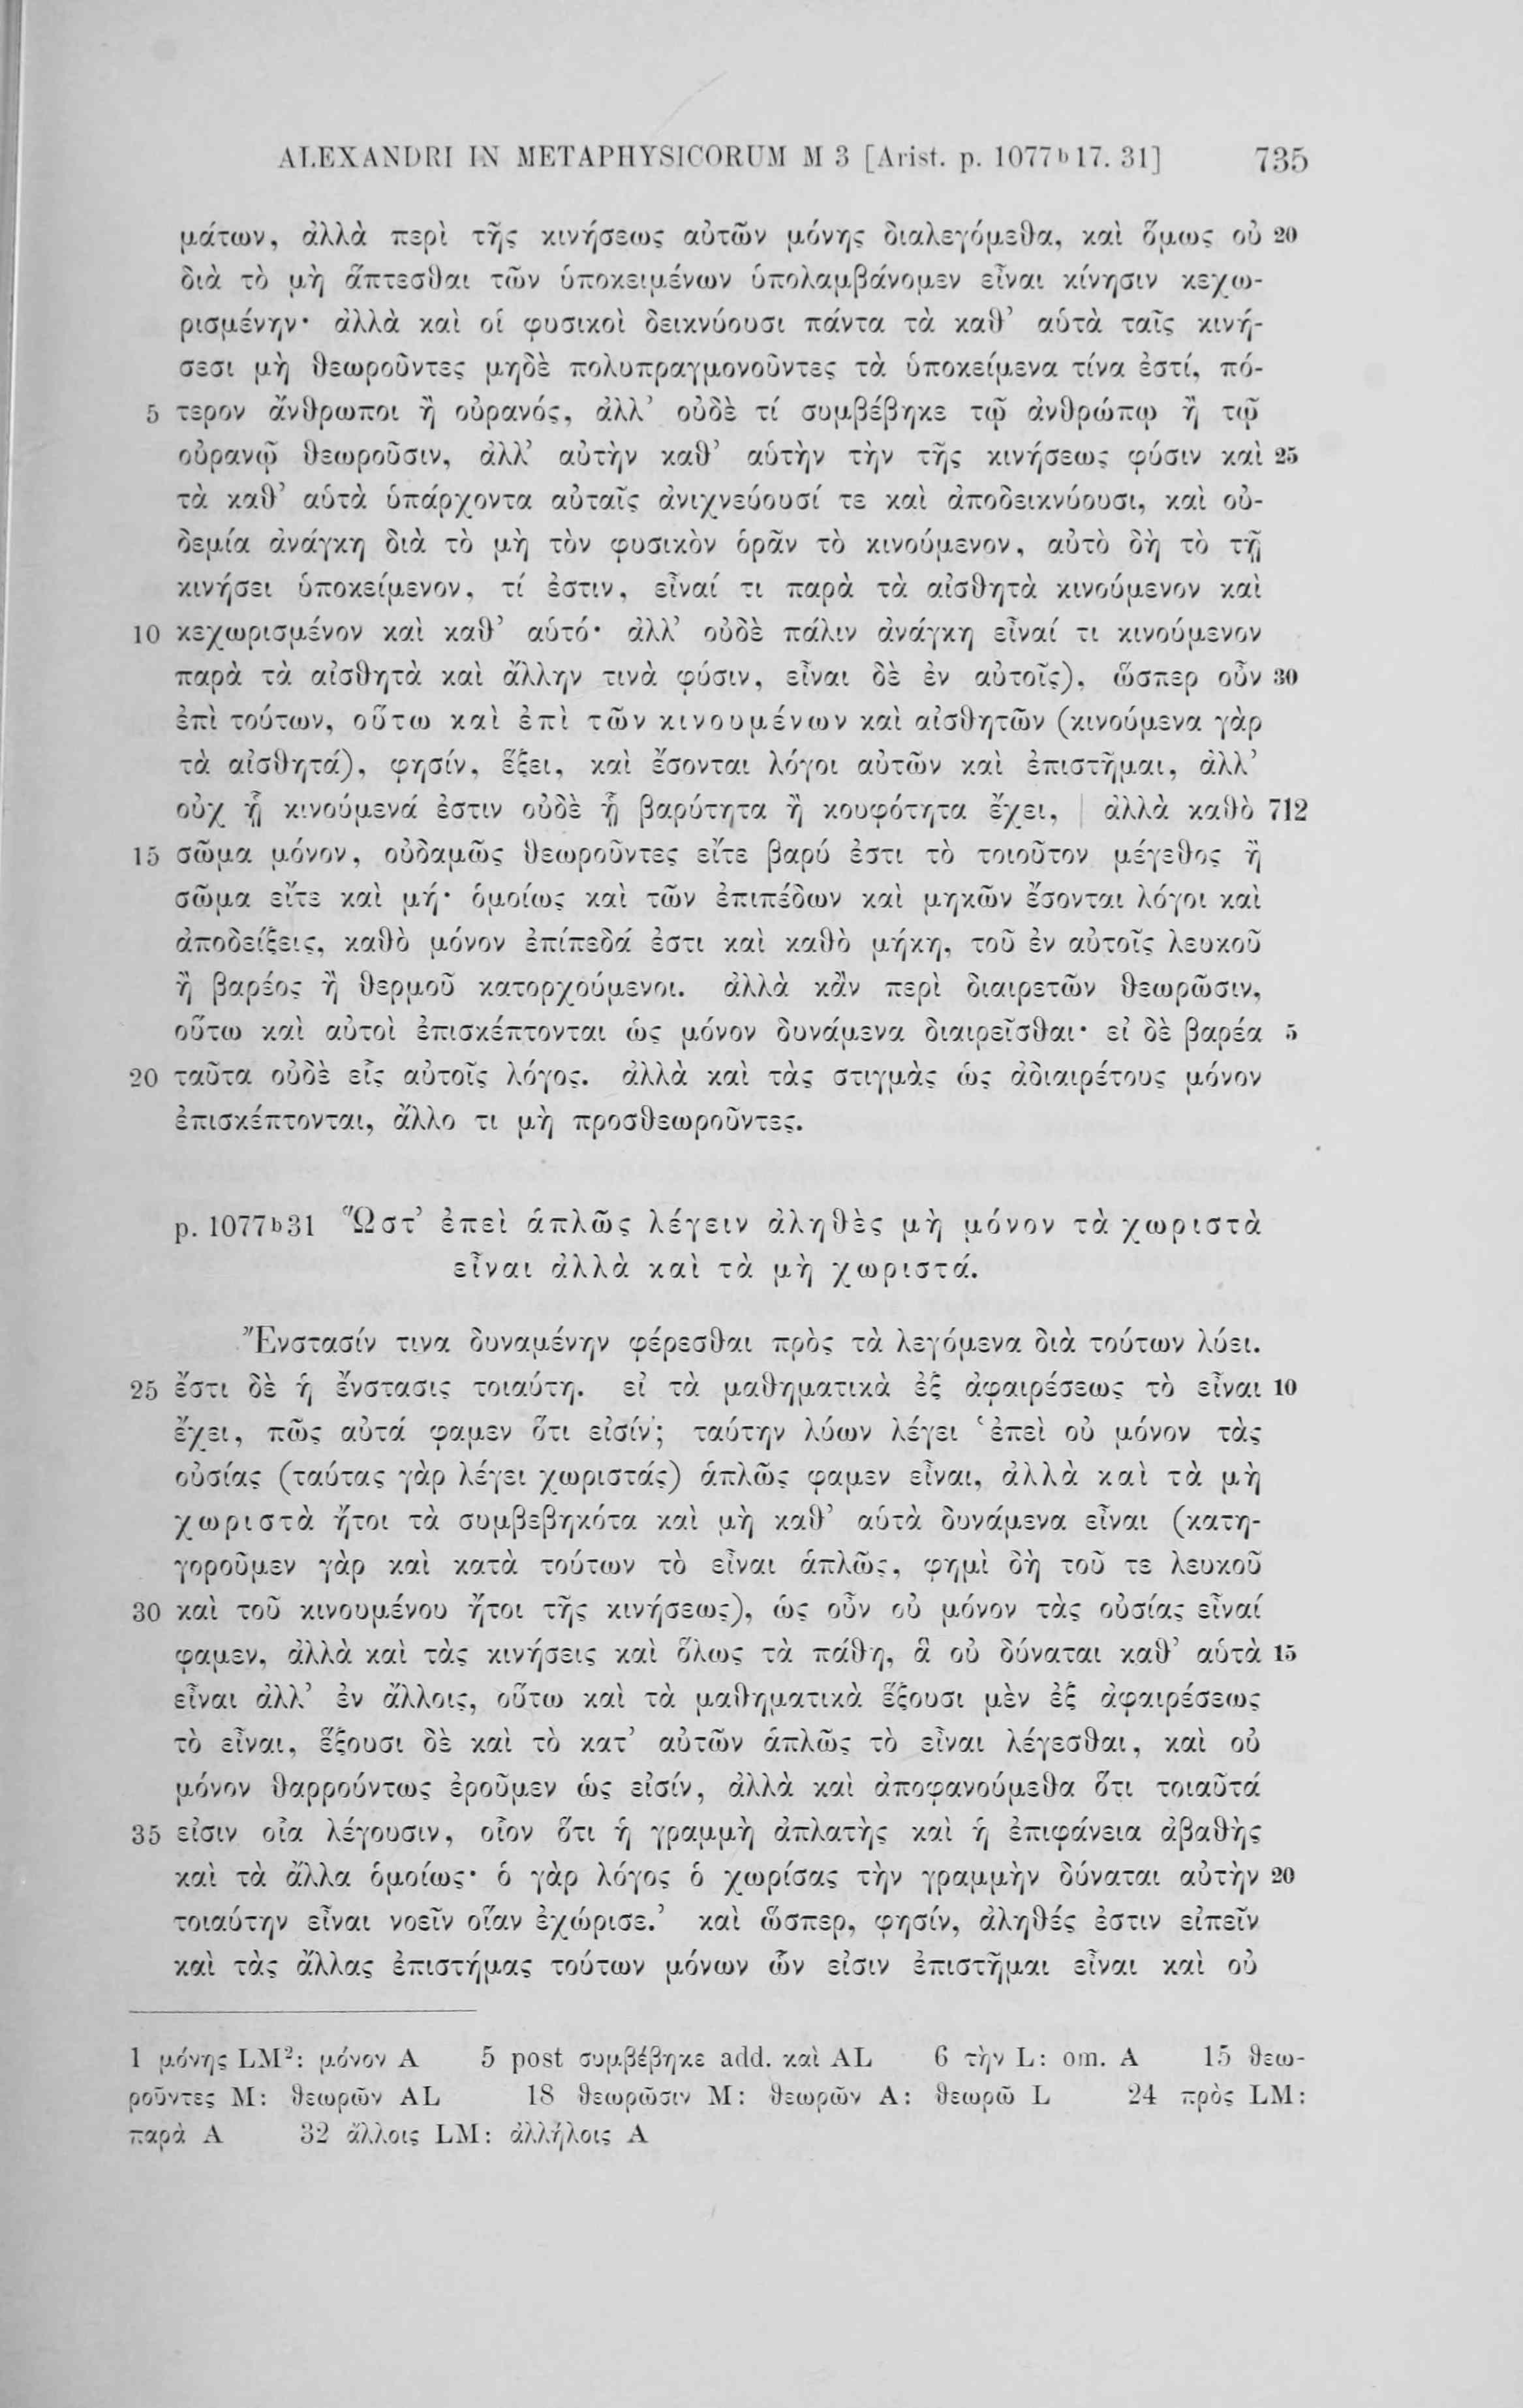 ALEXANDRI IN METAPHYSICORUM M 3 [Arist. p. 1077b17. 31] 735
μάτων, ἀλλὰ περὶ τῆς κινήσεως αὐτῶν μόνης διαλεγόμεθα, καὶ ὅμως οὐ 20
διὰ τὸ μὴ ἅπτεσθαι τῶν ὑποκειμένων ὑπολαμβάνομεν εἶναι κίνησιν κεχω-
ρισμένην· ἀλλὰ καὶ οἱ φυσικοὶ δεικνύουσι πάντα τὰ καθ’ αὑτὰ ταῖς κινή-
σεσι μὴ θεωροῦντες μηδὲ πολυπραγμονοῦντες τὰ ὑποκείμενα τίνα ἐστί, πό-
5 τερον ἄνθρωποι ἢ οὐρανός, ἀλλ’ οὐδὲ τί συμβέβηκε τῷ ἀνθρώπῳ ἢ τῷ
οὐρανῷ θεωροῦσιν, ἀλλ’ αὐτὴν καθ’ αὑτὴν τὴν τῆς κινήσεως φύσιν καὶ 25
τὰ καθ’ αὑτὰ ὑπάρχοντα αὐταῖς ἀνιχνεύουσί τε καὶ ἀποδεικνύουσι, καὶ οὐ-
δεμία ἀνάγκη διὰ τὸ μὴ τὸν φυσικὸν ὁρᾶν τὸ κινούμενον, αὐτὸ δὴ τὸ τῇ
κινήσει ὑποκείμενον, τί ἐστιν, εἶναί τι παρὰ τὰ αἰσθητὰ κινούμενον καὶ
10 κεχωρισμένον καὶ καθ’ αὑτό· ἀλλ’ οὐδὲ πάλιν ἀνάγκη εἶναί τι κινούμενον
παρὰ τὰ αἰσθητὰ καὶ ἄλλην τινὰ φύσιν, εἶναι δὲ ἐν αὐτοῖς), ὥσπερ οὖν 30
ἐπὶ τούτων, οὕτω καὶ ἐπὶ τῶν κινουμένων καὶ αἰσθητῶν (κινούμενα γὰρ
τὰ αἰσθητά), φησίν, ἕξει, καὶ ἔσονται λόγοι αὐτῶν καὶ ἐπιστῆμαι, ἀλλ’
οὐχ ᾗ κινούμενά ἐστιν οὐδὲ ᾗ βαρύτητα ἢ κουφότητα ἔχει, | ἀλλὰ καθὸ 712
15 σῶμα μόνον, οὐδαμῶς θεωροῦντες εἴτε βαρύ ἐστι τὸ τοιοῦτον μέγεθος ἢ
σῶμα εἴτε καὶ μή· ὁμοίως καὶ τῶν ἐπιπέδων καὶ μηκῶν ἔσονται λόγοι καὶ
ἀποδείξεις, καθὸ μόνον ἐπίπεδά ἐστι καὶ καθὸ μήκη, τοῦ ἐν αὐτοῖς λευκοῦ
ἢ βαρέος ἢ θερμοῦ κατορχούμενοι. ἀλλὰ κἂν περὶ διαιρετῶν θεωρῶσιν,
οὕτω καὶ αὐτοὶ ἐπισκέπτονται ὡς μόνον δυνάμενα διαιρεῖσθαι· εἰ δὲ βαρέα 5
20 ταῦτα οὐδὲ εἷς αὐτοῖς λόγος. ἀλλὰ καὶ τὰς στιγμὰς ὡς ἀδιαιρέτους μόνον
ἐπισκέπτονται, ἄλλο τι μὴ προσθεωροῦντες.
p. 1077b31 Ὥστ’ ἐπεὶ ἁπλῶς λέγειν ἀληθὲς μὴ μόνον τὰ χωριστὰ
εἶναι ἀλλὰ καὶ τὰ μὴ χωριστά.
Ἔνστασίν τινα δυναμένην φέρεσθαι πρὸς τὰ λεγόμενα διὰ τούτων λύει.
25 ἔστι δὲ ἡ ἔνστασις τοιαύτη. εἰ τὰ μαθηματικὰ ἐξ ἀφαιρέσεως τὸ εἶναι 10
ἔχει, πῶς αὐτά φαμεν ὅτι εἰσίν; ταύτην λύων λέγει ‘ἐπεὶ οὐ μόνον τὰς
οὐσίας (ταύτας γὰρ λέγει χωριστάς) ἁπλῶς φαμεν εἶναι, ἀλλὰ καὶ τὰ μὴ
χωριστὰ ἤτοι τὰ συμβεβηκότα καὶ μὴ καθ’ αὑτὰ δυνάμενα εἶναι (κατη-
γοροῦμεν γὰρ καὶ κατὰ τούτων τὸ εἶναι ἁπλῶς, φημὶ δὴ τοῦ τε λευκοῦ
30 καὶ τοῦ κινουμένου ἤτοι τῆς κινήσεως), ὡς οὖν οὐ μόνον τὰς οὐσίας εἶναί
φαμεν, ἀλλὰ καὶ τὰς κινήσεις καὶ ὅλως τὰ πάθη, ἃ οὐ δύναται καθ’ αὑτὰ 15
εἶναι ἀλλ’ ἐν ἄλλοις, οὕτω καὶ τὰ μαθηματικὰ ἕξουσι μὲν ἐξ ἀφαιρέσεως
τὸ εἶναι, ἕξουσι δὲ καὶ τὸ κατ’ αὐτῶν ἁπλῶς τὸ εἶναι λέγεσθαι, καὶ οὐ
μόνον θαρρούντως ἐροῦμεν ὡς εἰσίν, ἀλλὰ καὶ ἀποφανούμεθα ὅτι τοιαῦτά
35 εἰσιν οἷα λέγουσιν, οἷον ὅτι ἡ γραμμὴ ἀπλατὴς καὶ ἡ ἐπιφάνεια ἀβαθὴς
καὶ τὰ ἄλλα ὁμοίως· ὁ γὰρ λόγος ὁ χωρίσας τὴν γραμμὴν δύναται αὐτὴν 20
τοιαύτην εἶναι νοεῖν οἵαν ἐχώρισε.’ καὶ ὥσπερ, φησίν, ἀληθές ἐστιν εἰπεῖν
καὶ τὰς ἄλλας ἐπιστήμας τούτων μόνων ὧν εἰσιν ἐπιστῆμαι εἶναι καὶ οὐ
1 μόνης LM²: μόνον A 5 post συμβέβηκε add. καὶ AL 6 τὴν L: om. A 15 θεω-
ροῦντες M: θεωρῶν AL 18 θεωρῶσιν M: θεωρῶν A: θεωρῶ L 24 πρὸς LM:
παρὰ A 32 ἄλλοις LM: ἀλλήλοις A